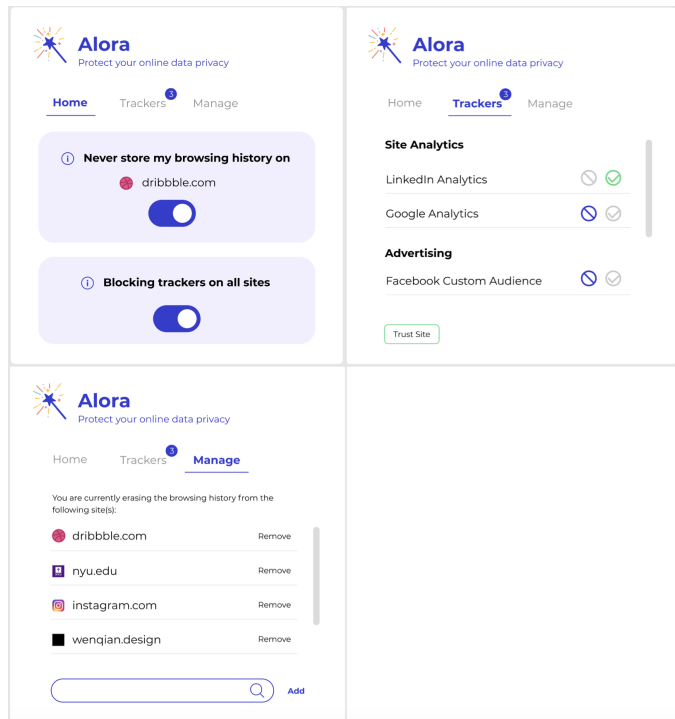 Alora
Protect your online data privacy
Home Trackers 3 Manage
Never store my browsing history on
dribbble.com
Blocking trackers on all sites
Alora
Protect your online data privacy
Home Trackers 3 Manage
Site Analytics
LinkedIn Analytics
Google Analytics
Advertising
Facebook Custom Audience
Trust Site
Alora
Protect your online data privacy
Home Trackers 3 Manage
You are currently erasing the browsing history from the
following site(s):
dribbble.com Remove
nyu.edu Remove
instagram.com Remove
wenqian.design Remove
Add